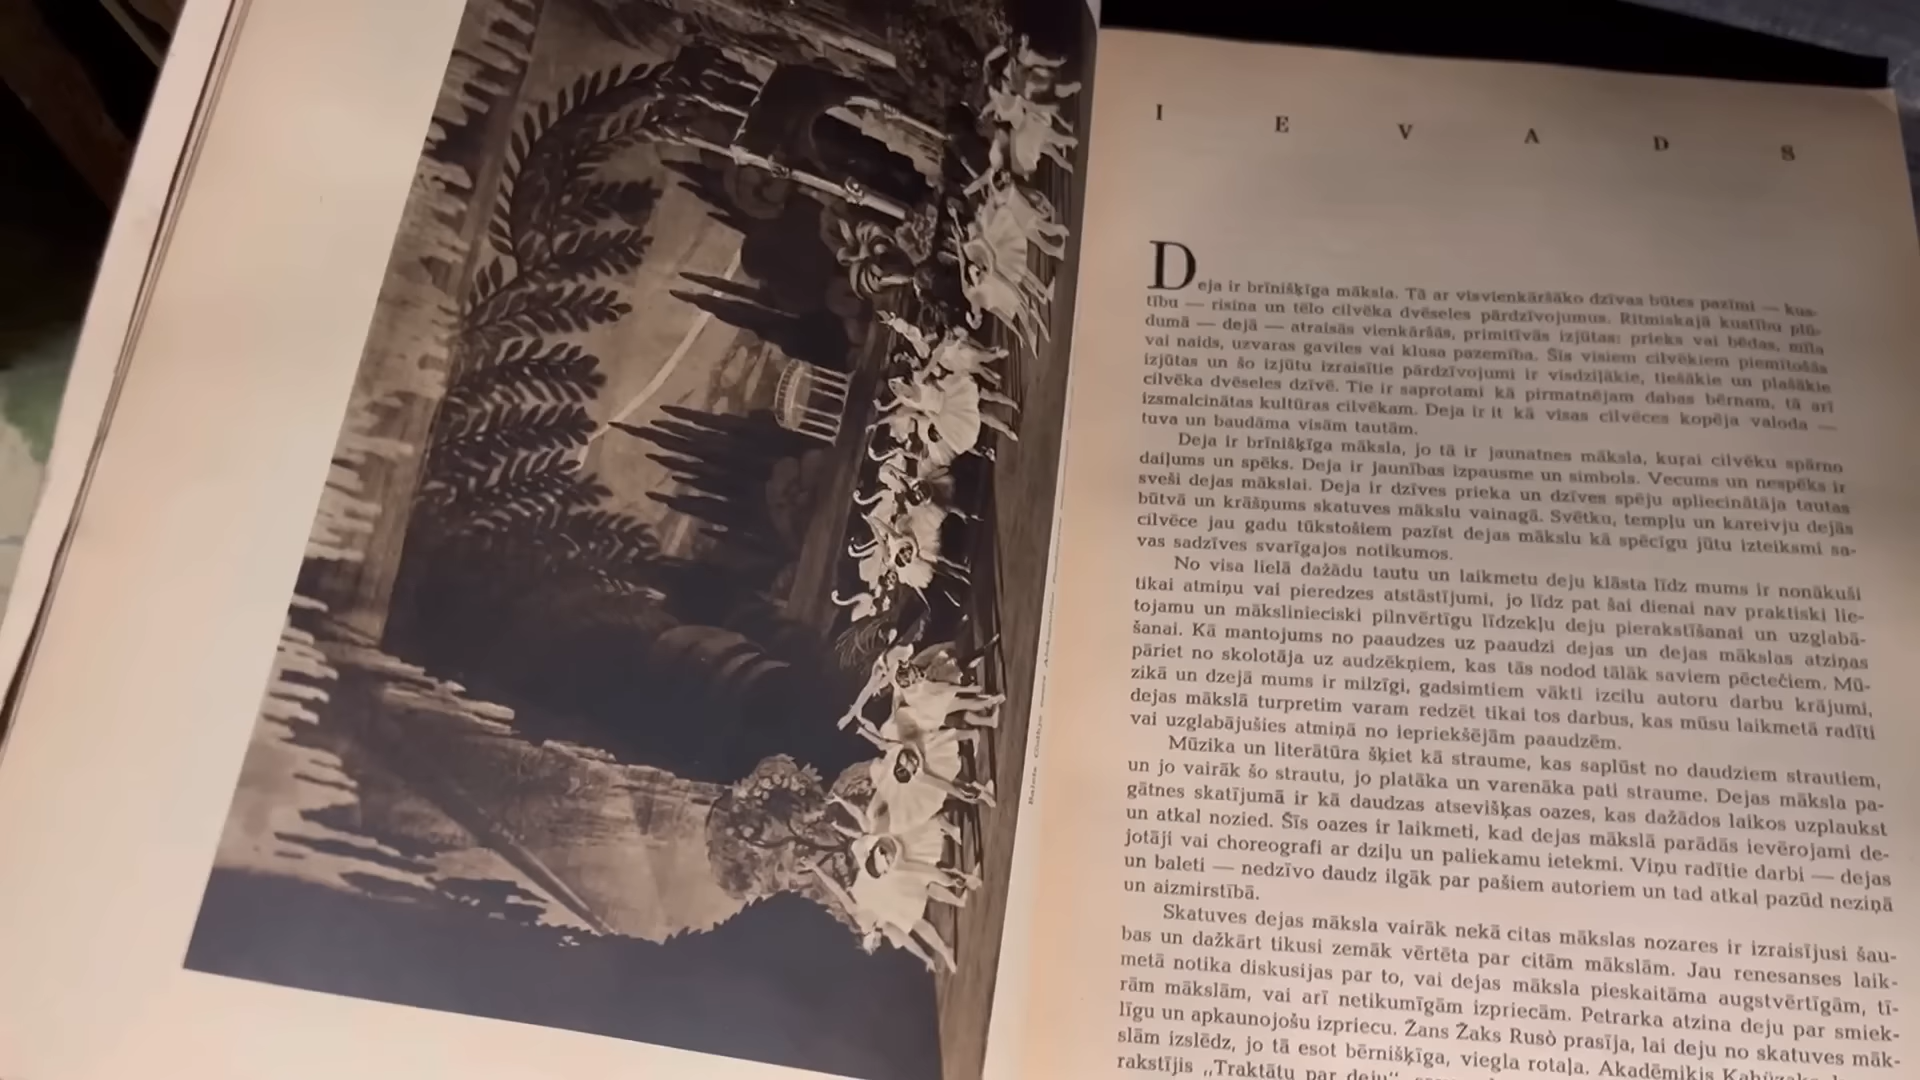 I E V A D S
Deja ir brīnišķīga māksla. Tā ar visvienkāršāko dzīvas būtes pazīmi — kus-
tību — risina un tēlo cilvēka dvēseles pārdzīvojumus. Ritmiskajā kustību plū-
dumā — dejā — atraisās vienkāršās, primitīvās izjūtas: prieks vai bēdas, mīla
vai naids, uzvaras gaviles vai klusa pazemība. Šīs visiem cilvēkiem piemītošās
izjūtas un šo izjūtu izraisītie pārdzīvojumi ir visdziļākie, tiešākie un plašākie
cilvēka dvēseles dzīvē. Tie ir saprotami kā pirmatnējam dabas bērnam, tā arī
izsmalcinātas kultūras cilvēkam. Deja ir it kā visas cilvēces kopēja valoda —
tuva un baudāma visām tautām.
Deja ir brīnišķīga māksla, jo tā ir jaunatnes māksla, kuŗai cilvēku spārno
daiļums un spēks. Deja ir jaunības izpausme un simbols. Vecums un nespēks ir
sveši dejas mākslai. Deja ir dzīves prieka un dzīves spēju apliecinātāja tautas
būtvā un krāšņums skatuves mākslu vainagā. Svētku, tempļu un kareivju dejās
cilvēce jau gadu tūkstošiem pazīst dejas mākslu kā spēcīgu jūtu izteiksmi sa-
vas sadzīves svarīgajos notikumos.
No visa lielā dažādu tautu un laikmetu deju klāsta līdz mums ir nonākuši
tikai atmiņu vai pieredzes atstāstījumi, jo līdz pat šai dienai nav praktiski lie-
tojamu un mākslinieciski pilnvērtīgu līdzekļu deju pierakstīšanai un uzglabā-
šanai. Kā mantojums no paaudzes uz paaudzi dejas un dejas mākslas atziņas
pāriet no skolotāja uz audzēkņiem, kas tās nodod tālāk saviem pēctečiem. Mū-
zikā un dzejā mums ir milzīgi, gadsimtiem vākti izcilu autoru darbu krājumi,
dejas mākslā turpretim varam redzēt tikai tos darbus, kas mūsu laikmetā radīti
vai uzglabājušies atmiņā no iepriekšējām paaudzēm.
Mūzika un literātūra šķiet kā straume, kas saplūst no daudziem strautiem,
un jo vairāk šo strautu, jo platāka un varenāka pati straume. Dejas māksla pa-
gātnes skatījumā ir kā daudzas atsevišķas oazes, kas dažādos laikos uzplaukst
un atkal nozied. Šīs oazes ir laikmeti, kad dejas mākslā parādās ievērojami de-
jotāji vai choreografi ar dziļu un paliekamu ietekmi. Viņu radītie darbi — dejas
un baleti — nedzīvo daudz ilgāk par pašiem autoriem un tad atkal pazūd neziņā
un aizmirstībā.
Skatuves dejas māksla vairāk nekā citas mākslas nozares ir izraisījusi šau-
bas un dažkārt tikusi zemāk vērtēta par citām mākslām. Jau renesanses laik-
metā notika diskusijas par to, vai dejas māksla pieskaitāma augstvērtīgām, tī-
rām mākslām, vai arī netikumīgām izpriecām. Petrarka atzina deju par smiek-
līgu un apkaunojošu izpriecu. Žans Žaks Rusò prasīja, lai deju no skatuves māk-
slām izslēdz, jo tā esot bērnišķīga, viegla rotaļa. Akadēmiķis
rakstījis „Traktātu par deju“